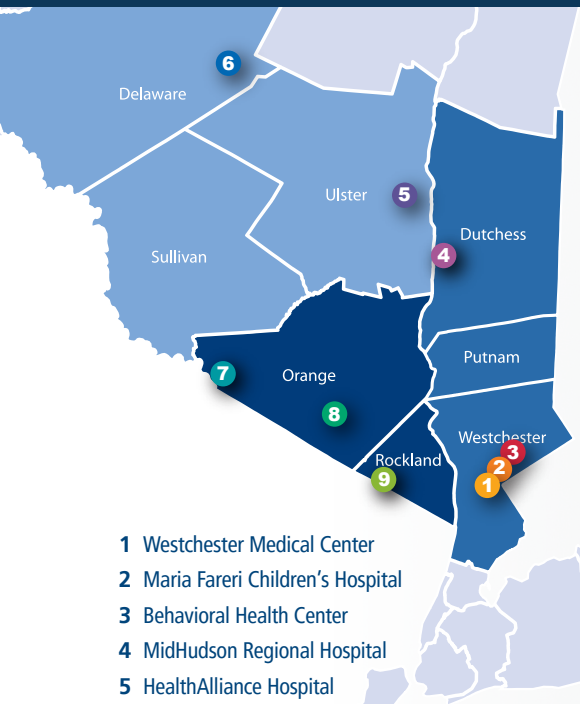 6
Delaware
Ulster
5
Dutchess
4
Sullivan
Putnam
7
Orange
8
Westchester
3
Rockland
2
9
1
1 Westchester Medical Center
2 Maria Fareri Children's Hospital
3 Behavioral Health Center
4 MidHudson Regional Hospital
5 HealthAlliance Hospital